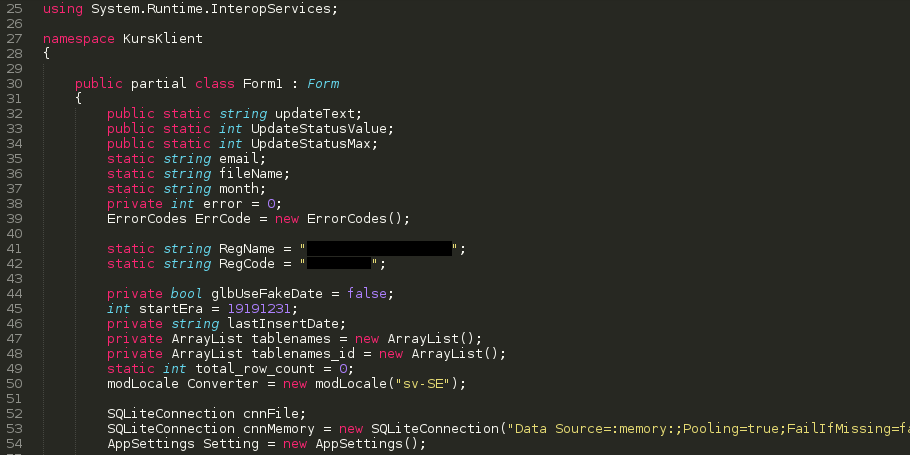 25 using System.Runtime.InteropServices;
26
27 namespace KursKlient
28 {
29
30 public partial class Form1 : Form
31 {
32 public static string updateText;
33 public static int UpdateStatusValue;
34 public static int UpdateStatusMax;
35 static string email;
36 static string fileName;
37 static string month;
38 private int error = 0;
39 ErrorCodes ErrCode = new ErrorCodes();
40
41 static string RegName = "";
42 static string RegCode = "";
43
44 private bool glbUseFakeDate = false;
45 int startEra = 19191231;
46 private string lastInsertDate;
47 private ArrayList tablenames = new ArrayList();
48 private ArrayList tablenames_id = new ArrayList();
49 static int total_row_count = 0;
50 modLocale Converter = new modLocale("sv-SE");
51
52 SQLiteConnection cnnFile;
53 SQLiteConnection cnnMemory = new SQLiteConnection("Data Source=:memory:;Pooling=true;FailIfMissing=fa
54 AppSettings Setting = new AppSettings();